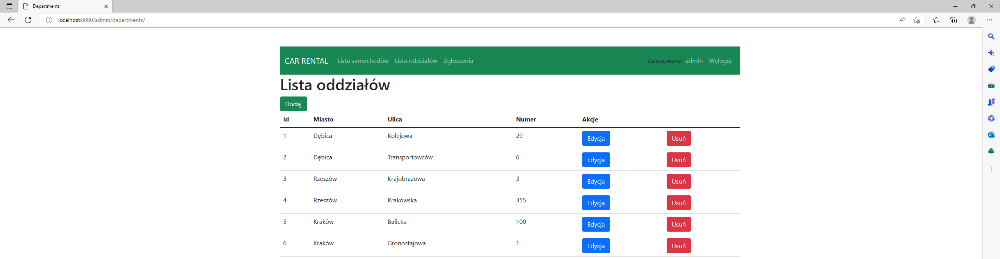 Departments
localhost:8080/admin/departments/
CAR RENTAL Lista samochodów Lista oddziałów Zgłoszenia Zalogowany: admin Wyloguj
Lista oddziałów
Dodaj
Id Miasto Ulica Numer Akcje
1 Dębica Kolejowa 29 Edycja Usuń
2 Dębica Transportowców 6 Edycja Usuń
3 Rzeszów Krajobrazowa 3 Edycja Usuń
4 Rzeszów Krakowska 355 Edycja Usuń
5 Kraków Balicka 100 Edycja Usuń
6 Kraków Gronostajowa 1 Edycja Usuń